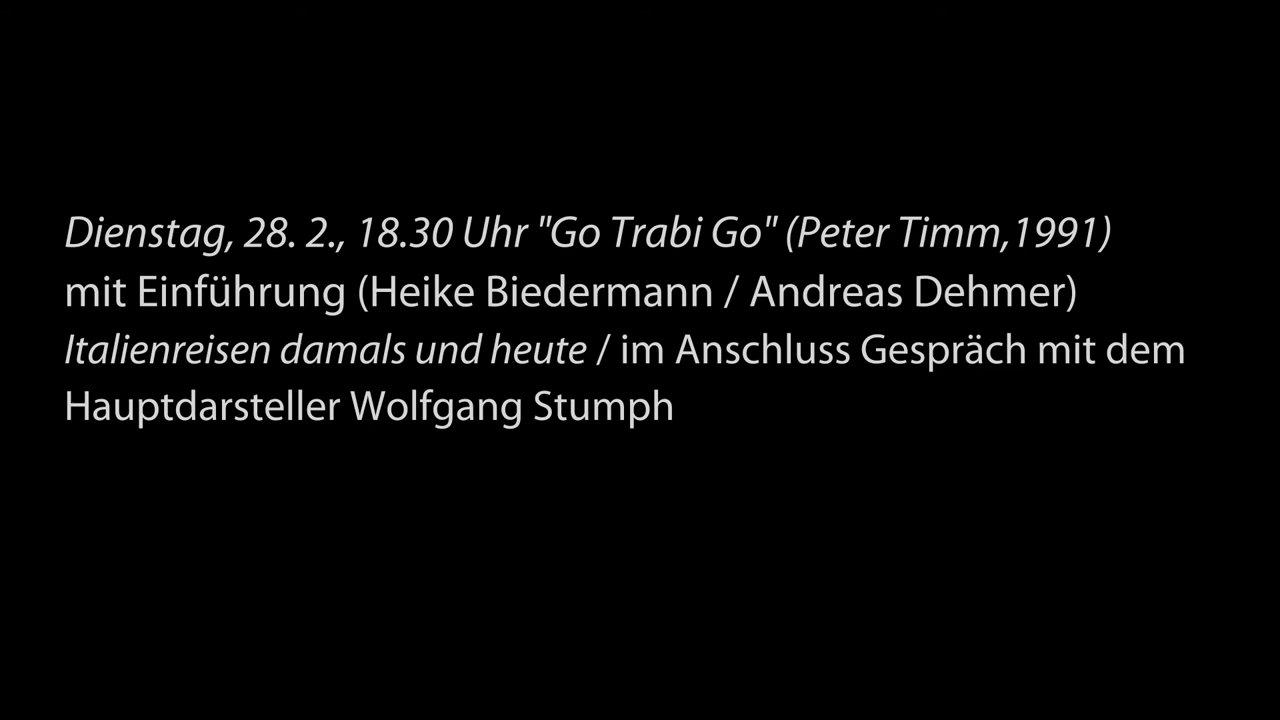 Dienstag, 28. 2., 18.30 Uhr "Go Trabi Go" (Peter Timm,1991)
mit Einführung (Heike Biedermann / Andreas Dehmer)
Italienreisen damals und heute / im Anschluss Gespräch mit dem
Hauptdarsteller Wolfgang Stumph